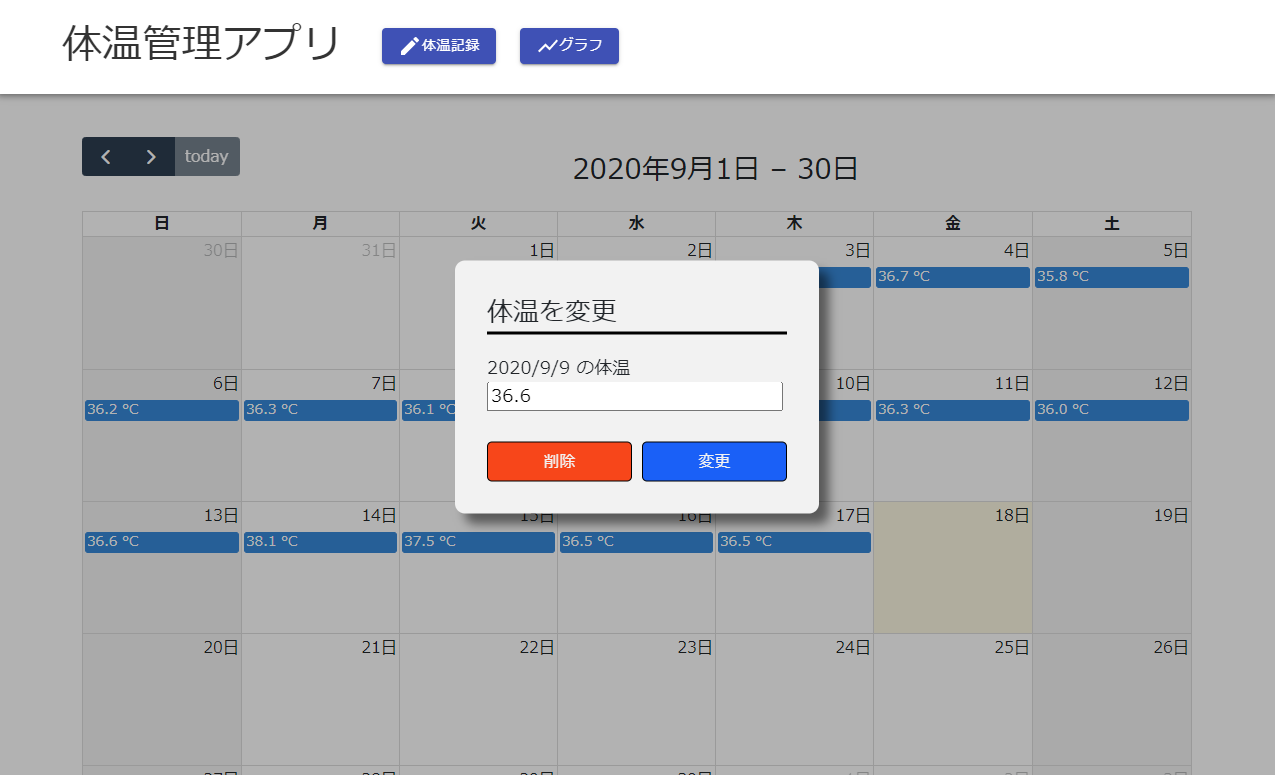 体温管理アプリ
体温記録
グラフ
today
2020年9月1日 – 30日
日 月 火 水 木 金 土
30日 31日 1日 2日 3日 4日 5日
36.7 ℃ 35.8 ℃
体温を変更
2020/9/9 の体温
36.6
削除 変更
6日 7日 10日 11日 12日
36.2 ℃ 36.3 ℃ 36.1 ℃ 36.3 ℃ 36.0 ℃
13日 14日 15日 16日 17日 18日 19日
36.6 ℃ 38.1 ℃ 37.5 ℃ 36.5 ℃ 36.5 ℃
20日 21日 22日 23日 24日 25日 26日